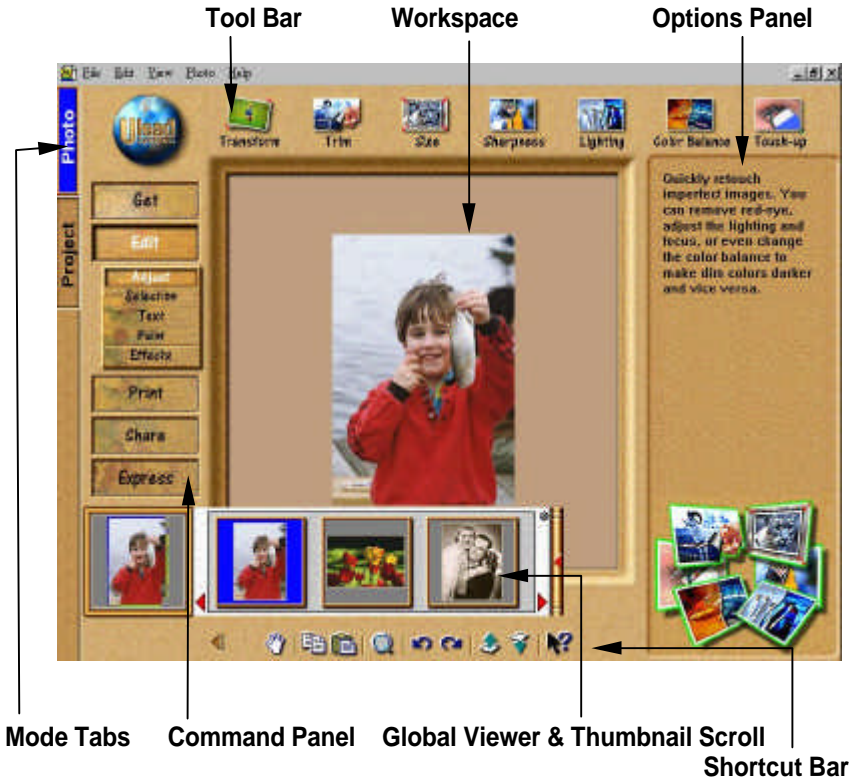 Tool Bar
Workspace
Options Panel
File Edit View Photo Help
Photo
Project
Ulead
Transform
Trim
Size
Sharpness
Lighting
Color Balance
Touch-up
Get
Edit
Adjust
Selection
Text
Paint
Effects
Print
Share
Express
Quickly retouch
imperfect images. You
can remove red-eye,
adjust the lighting and
focus, or even change
the color balance to
make dim colors darker
and vice versa.
Mode Tabs
Command Panel
Global Viewer & Thumbnail Scroll
Shortcut Bar